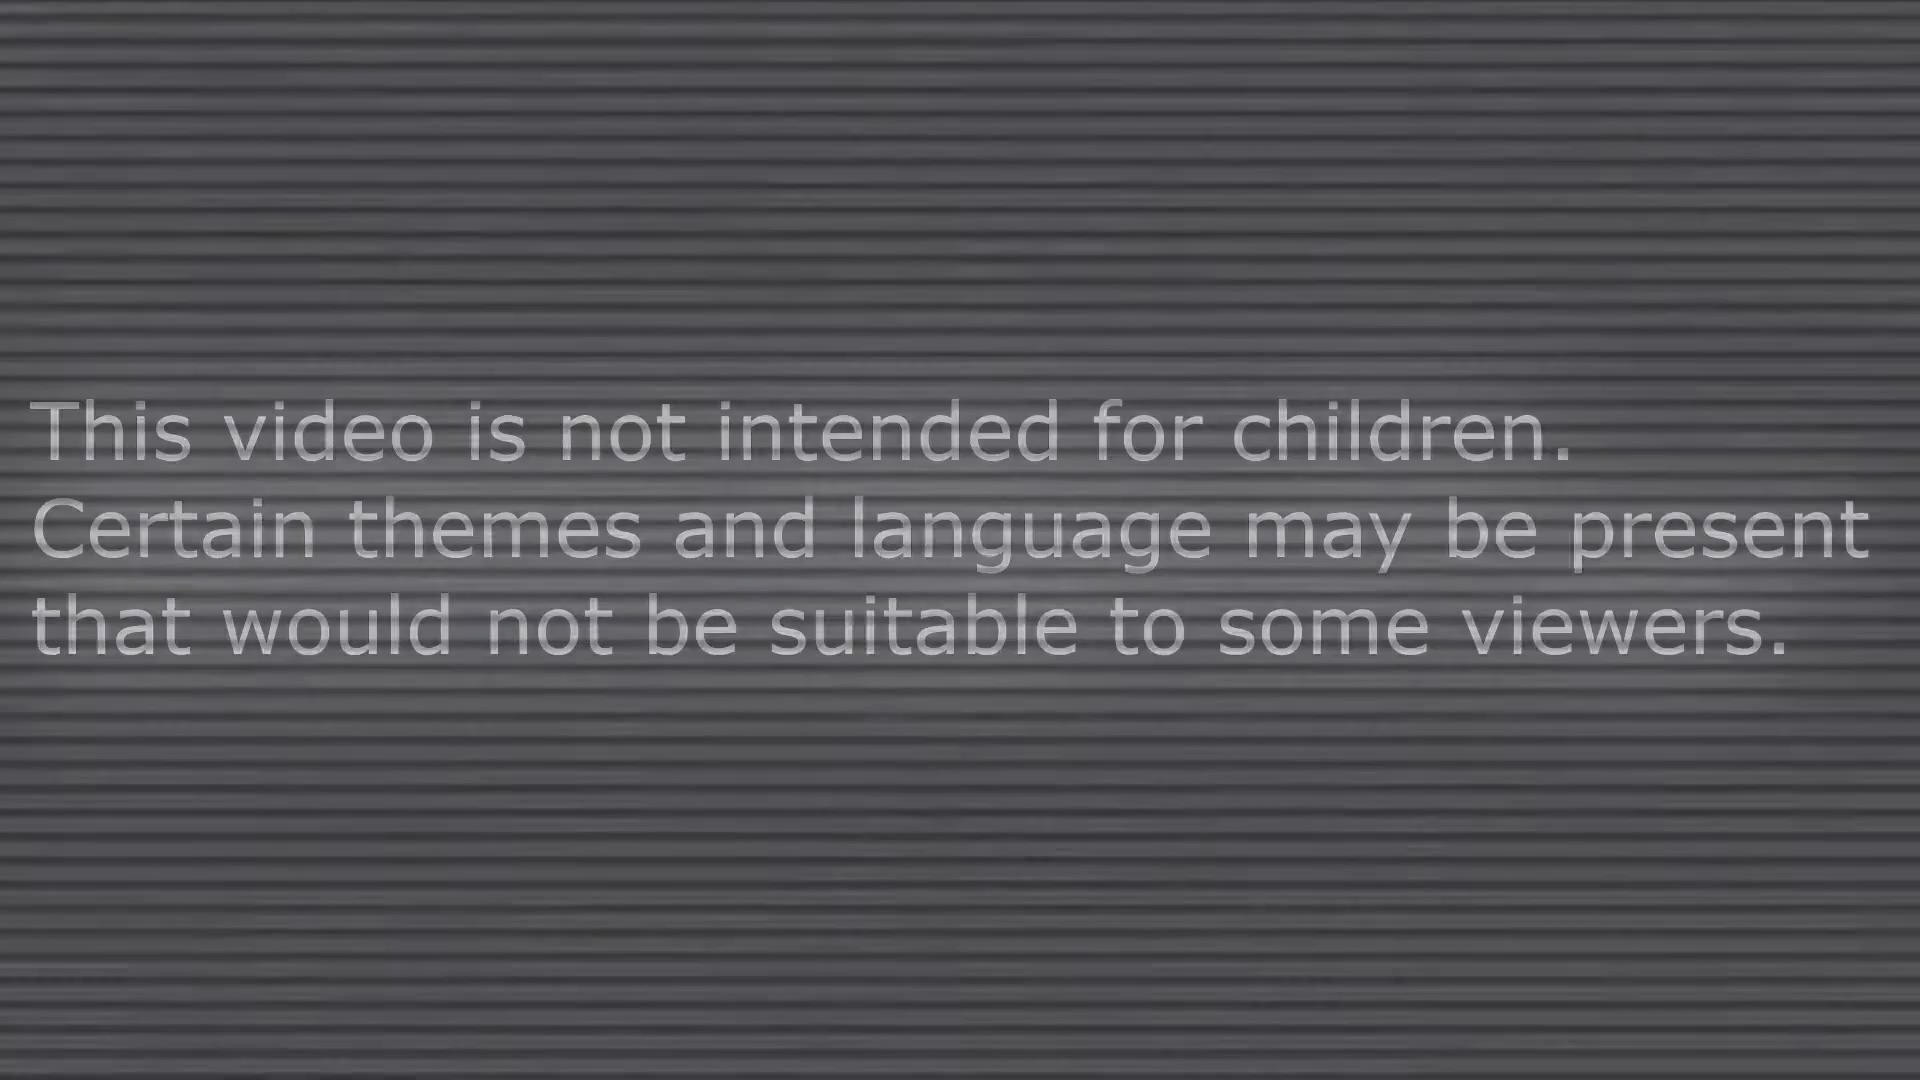 This video is not intended for children.
Certain themes and language may be present
that would not be suitable to some viewers.